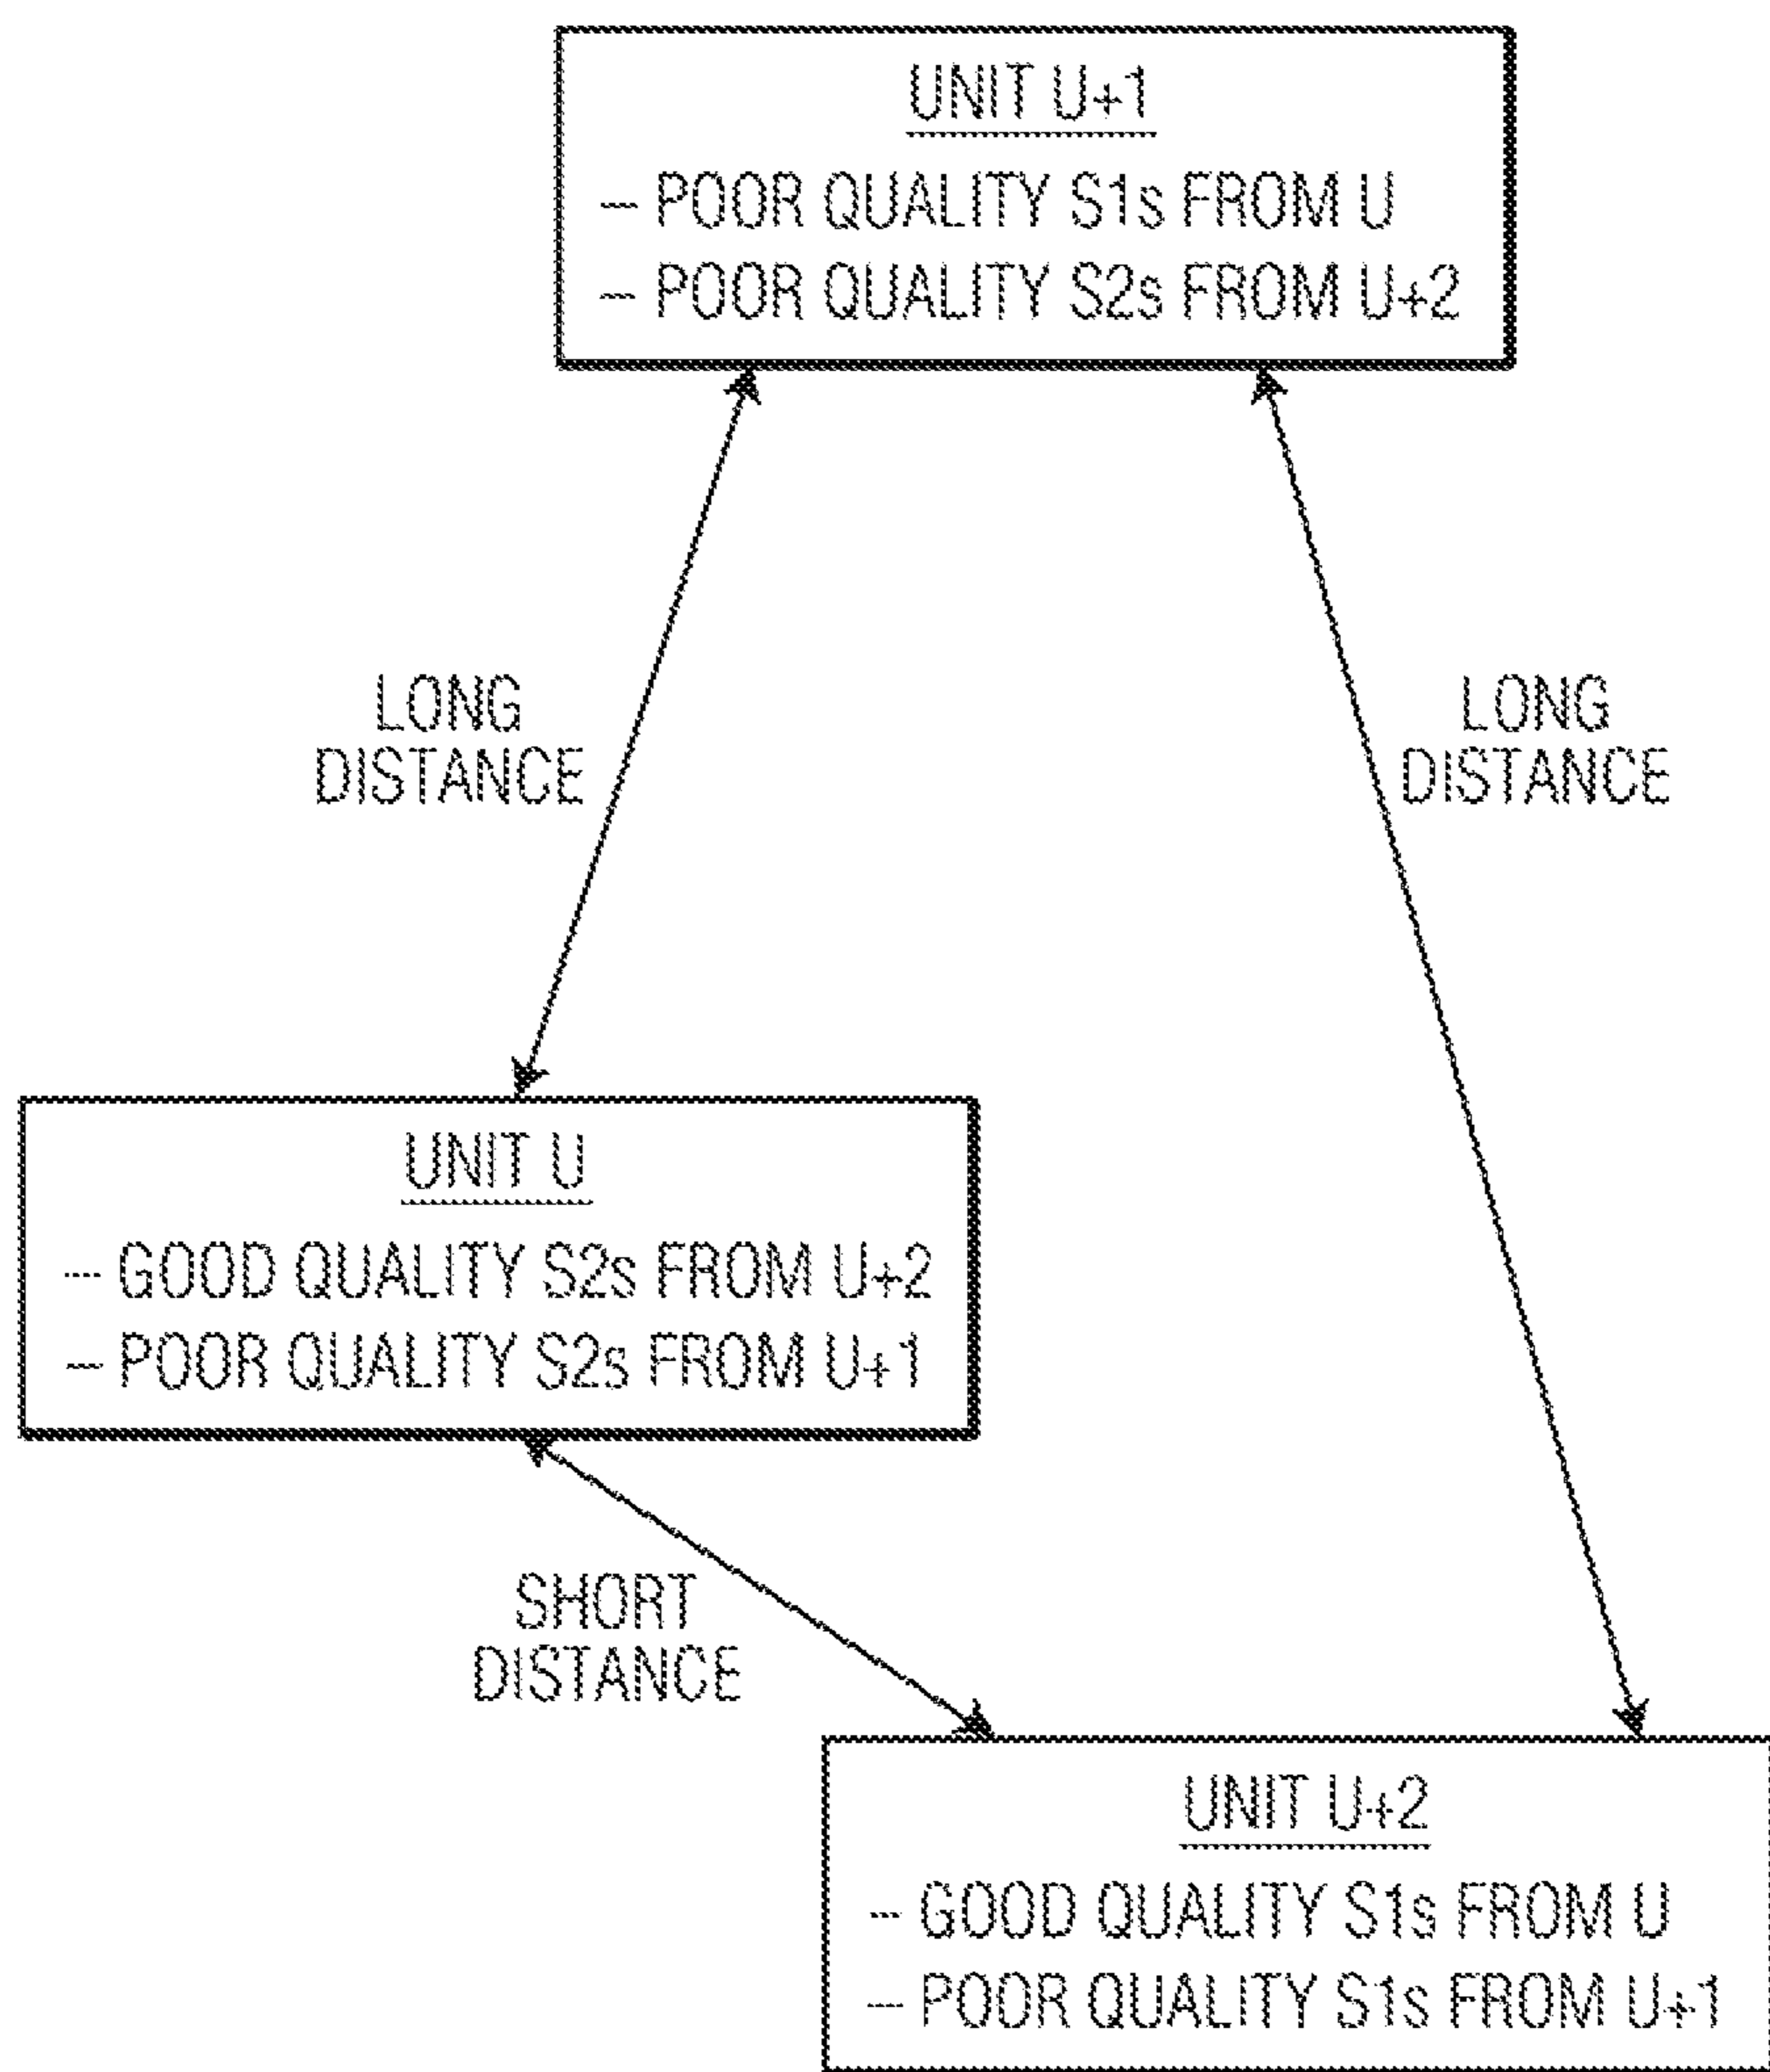 UNIT U+1
– POOR QUALITY S1s FROM U
– POOR QUALITY S2s FROM U+2
LONG
DISTANCE
LONG
DISTANCE
UNIT U
– GOOD QUALITY S2s FROM U+2
– POOR QUALITY S2s FROM U+1
SHORT
DISTANCE
UNIT U+2
– GOOD QUALITY S1s FROM U
– POOR QUALITY S1s FROM U+1